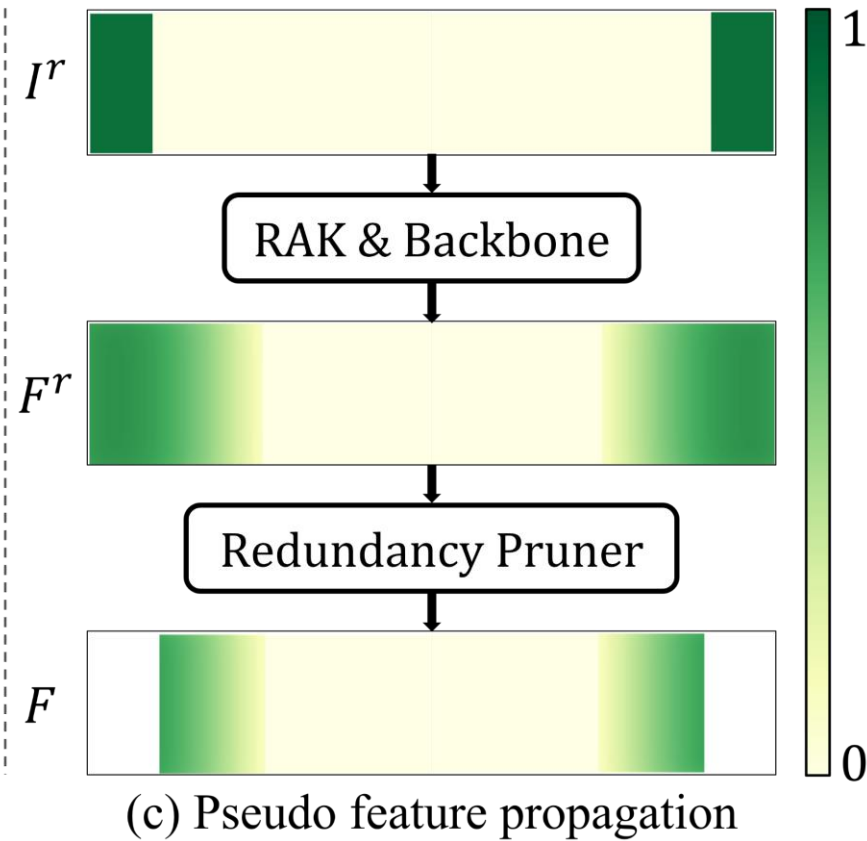 I^r
1
RAK & Backbone
F^r
Redundancy Pruner
F
0
(c) Pseudo feature propagation